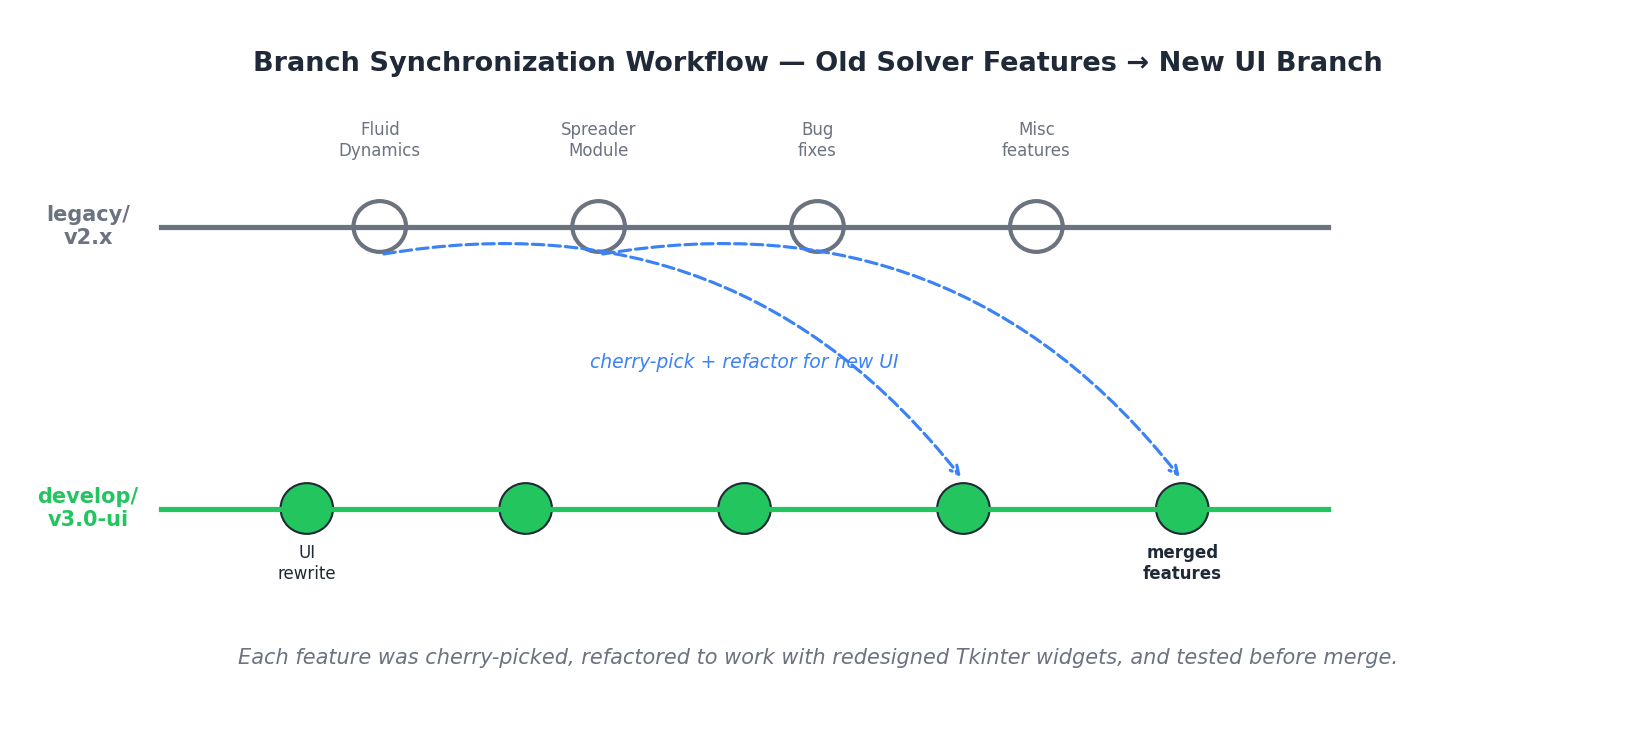 Branch Synchronization Workflow — Old Solver Features → New UI Branch
Fluid
Dynamics
Spreader
Module
Bug
fixes
Misc
features
legacy/
v2.x
cherry-pick + refactor for new UI
develop/
v3.0-ui
UI
rewrite
merged
features
Each feature was cherry-picked, refactored to work with redesigned Tkinter widgets, and tested before merge.